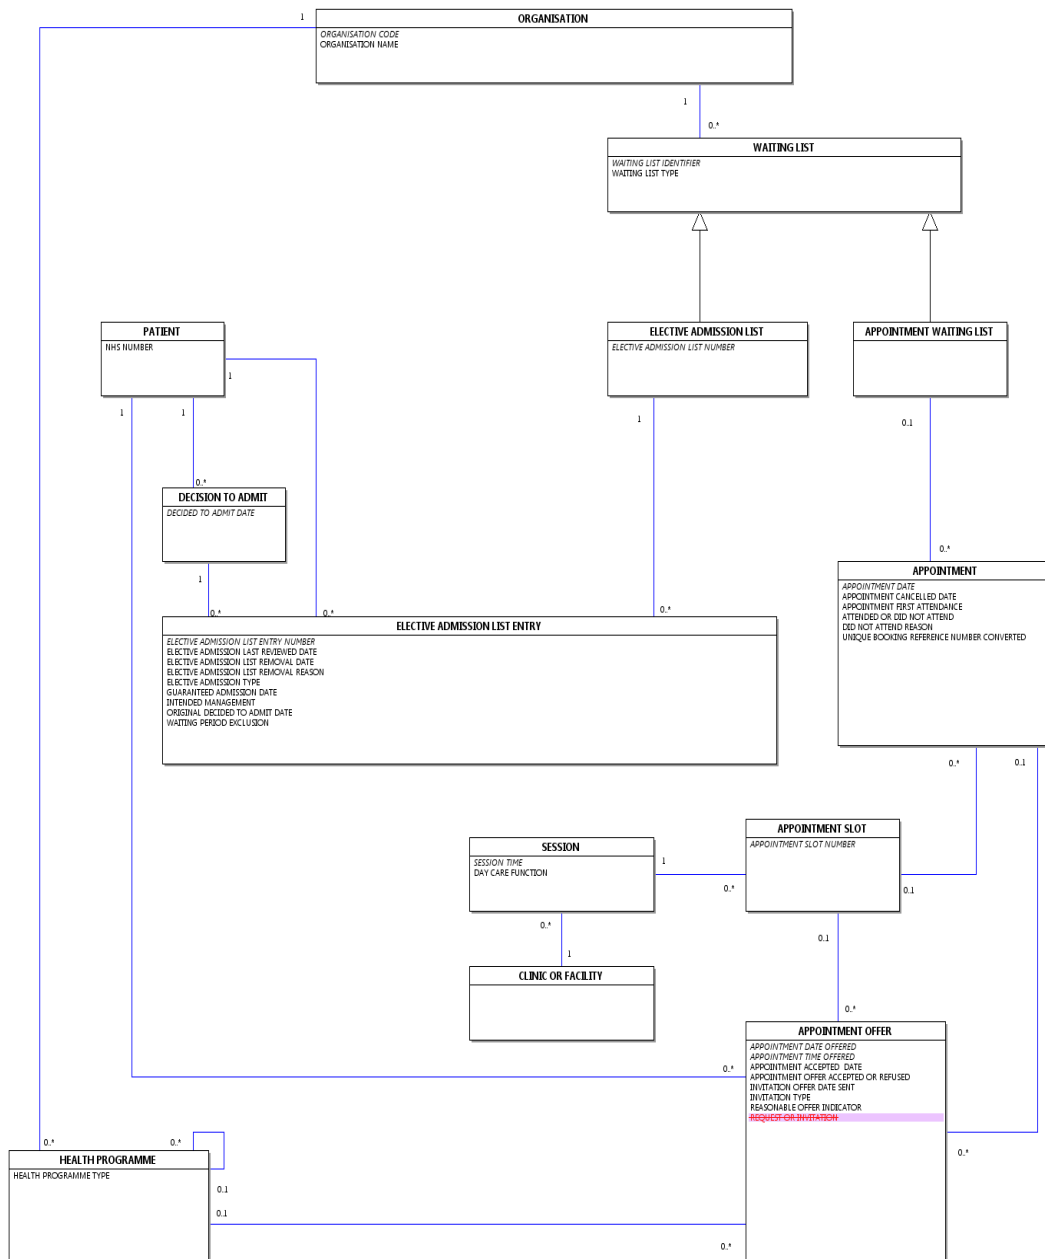 1
ORGANISATION
ORGANISATION CODE
ORGANISATION NAME
1
0..*
WAITING LIST
WAITING LIST IDENTIFIER
WAITING LIST TYPE
PATIENT
NHS NUMBER
ELECTIVE ADMISSION LIST
ELECTIVE ADMISSION LIST NUMBER
APPOINTMENT WAITING LIST
1
1
1
1
0..1
0..*
DECISION TO ADMIT
DECIDED TO ADMIT DATE
0..*
APPOINTMENT
APPOINTMENT DATE
APPOINTMENT CANCELLED DATE
APPOINTMENT FIRST ATTENDANCE
ATTENDED OR DID NOT ATTEND
DID NOT ATTEND REASON
UNIQUE BOOKING REFERENCE NUMBER CONVERTED
1
0..*
0..*
0..*
ELECTIVE ADMISSION LIST ENTRY
ELECTIVE ADMISSION LIST ENTRY NUMBER
ELECTIVE ADMISSION LAST REVIEWED DATE
ELECTIVE ADMISSION LIST REMOVAL DATE
ELECTIVE ADMISSION LIST REMOVAL REASON
ELECTIVE ADMISSION TYPE
GUARANTEED ADMISSION DATE
INTENDED MANAGEMENT
ORIGINAL DECIDED TO ADMIT DATE
WAITING PERIOD EXCLUSION
0..*
0..1
APPOINTMENT SLOT
APPOINTMENT SLOT NUMBER
SESSION
SESSION TIME
DAY CARE FUNCTION
1
0..*
0..1
0..*
1
0..1
CLINIC OR FACILITY
0..*
APPOINTMENT OFFER
APPOINTMENT DATE OFFERED
APPOINTMENT TIME OFFERED
APPOINTMENT ACCEPTED DATE
APPOINTMENT OFFER ACCEPTED OR REFUSED
INVITATION OFFER DATE SENT
INVITATION TYPE
REASONABLE OFFER INDICATOR
REQUEST OR INVITATION
0..*
0..*
0..*
0..*
HEALTH PROGRAMME
HEALTH PROGRAMME TYPE
0..1
0..1
0..*